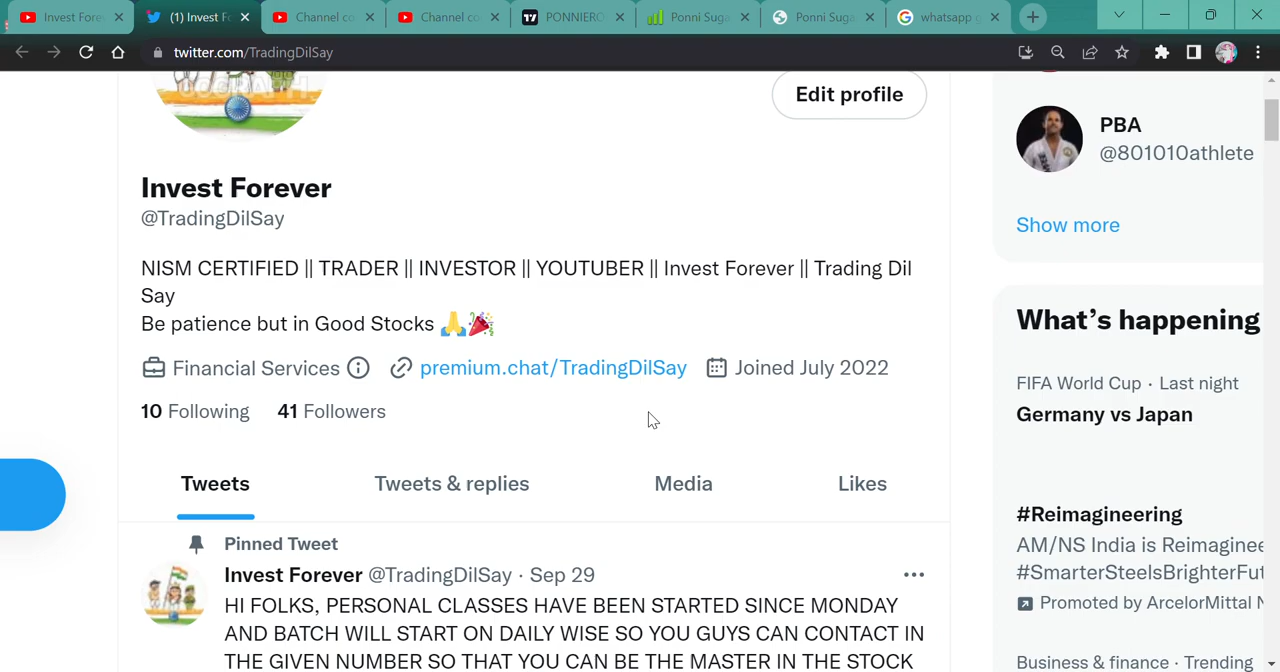 Invest Fore
(1) Invest F
Channel co
Channel co
PONNIERO
Ponni Suga
Ponni Suga
whatsapp g
twitter.com/TradingDilSay
Edit profile
PBA
@801010athlete
Show more
Invest Forever
@TradingDilSay
NISM CERTIFIED || TRADER || INVESTOR || YOUTUBER || Invest Forever || Trading Dil
Say
Be patience but in Good Stocks 🙏🎉
Financial Services premium.chat/TradingDilSay Joined July 2022
10 Following 41 Followers
Tweets Tweets & replies Media Likes
Pinned Tweet
Invest Forever @TradingDilSay · Sep 29
HI FOLKS, PERSONAL CLASSES HAVE BEEN STARTED SINCE MONDAY
AND BATCH WILL START ON DAILY WISE SO YOU GUYS CAN CONTACT IN
THE GIVEN NUMBER SO THAT YOU CAN BE THE MASTER IN THE STOCK
What's happening
FIFA World Cup · Last night
Germany vs Japan
#Reimagineering
AM/NS India is Reimaginee
#SmarterSteelsBrighterFut
Promoted by ArcelorMittal N
Business & finance · Trending